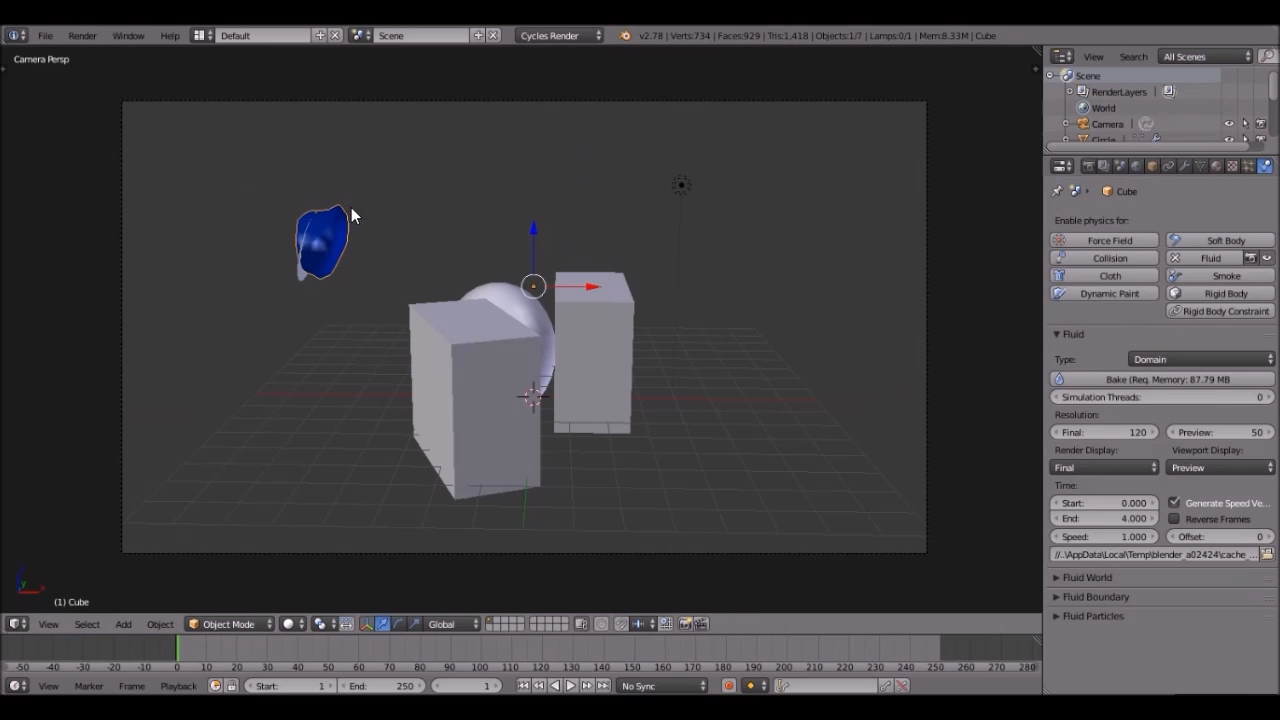 File Render Window Help Default Scene Cycles Render v2.78 | Verts:734 | Faces:929 | Tris:1,418 | Objects:1/7 | Lamps:0/1 | Mem:8.33M | Cube
Camera Persp
View Search All Scenes
Scene
RenderLayers
World
Camera
Circle
Cube
Enable physics for:
Force Field Soft Body
Collision Fluid
Cloth Smoke
Dynamic Paint Rigid Body
Rigid Body Constraint
Fluid
Type: Domain
Bake (Req. Memory: 87.79 MB
Simulation Threads: 0
Resolution:
Final: 120 Preview: 50
Render Display: Viewport Display:
Final Preview
Time:
Start: 0.000 Generate Speed Ve...
End: 4.000 Reverse Frames
Speed: 1.000 Offset: 0
//..\AppData\Local\Temp\blender_a02424\cache_...
Fluid World
Fluid Boundary
Fluid Particles
(1) Cube
View Select Add Object Object Mode Global
-50 -40 -30 -20 -10 0 10 20 30 40 50 60 70 80 90 100 110 120 130 140 150 160 170 180 190 200 210 220 230 240 250 260 270 280
View Marker Frame Playback Start: 1 End: 250 1 No Sync